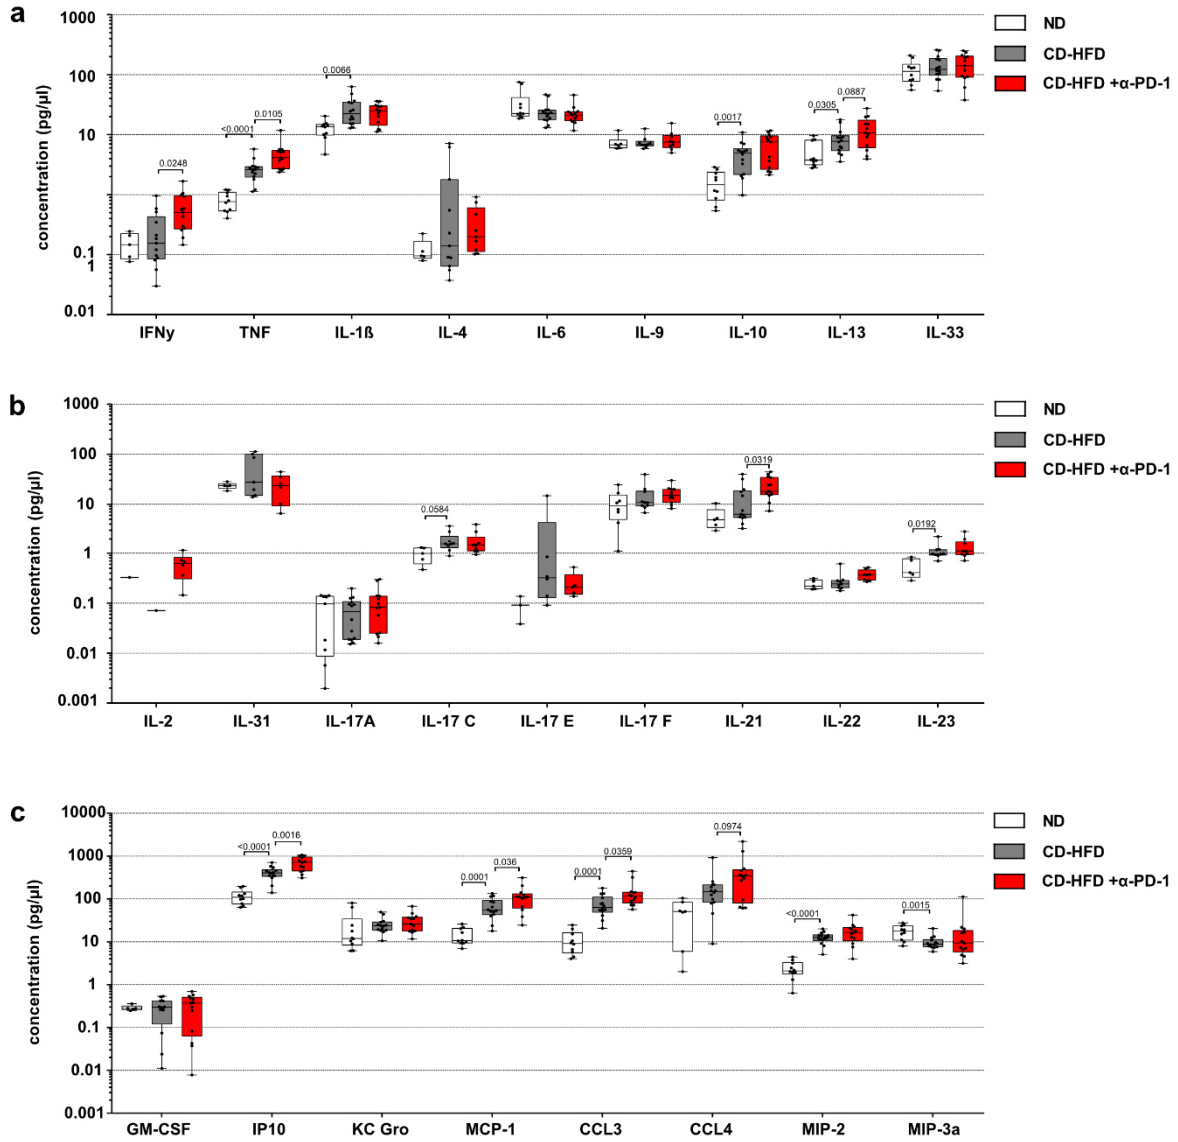 a
1000
100
10
0.1
1
0.01
concentration (pg/µl)
0.0248
<0.0001
0.0105
0.0066
0.0017
0.0305
0.0887
IFNy
TNF
IL-1ß
IL-4
IL-6
IL-9
IL-10
IL-13
IL-33
ND
CD-HFD
CD-HFD +α-PD-1
b
1000
100
10
1
0.1
0.01
0.001
concentration (pg/µl)
0.0584
0.0319
0.0192
IL-2
IL-31
IL-17A
IL-17 C
IL-17 E
IL-17 F
IL-21
IL-22
IL-23
ND
CD-HFD
CD-HFD +α-PD-1
c
10000
1000
100
10
1
0.1
0.01
0.001
concentration (pg/µl)
<0.0001
0.0016
0.0001
0.036
0.0001
0.0359
0.0974
<0.0001
0.0015
GM-CSF
IP10
KC Gro
MCP-1
CCL3
CCL4
MIP-2
MIP-3a
ND
CD-HFD
CD-HFD +α-PD-1